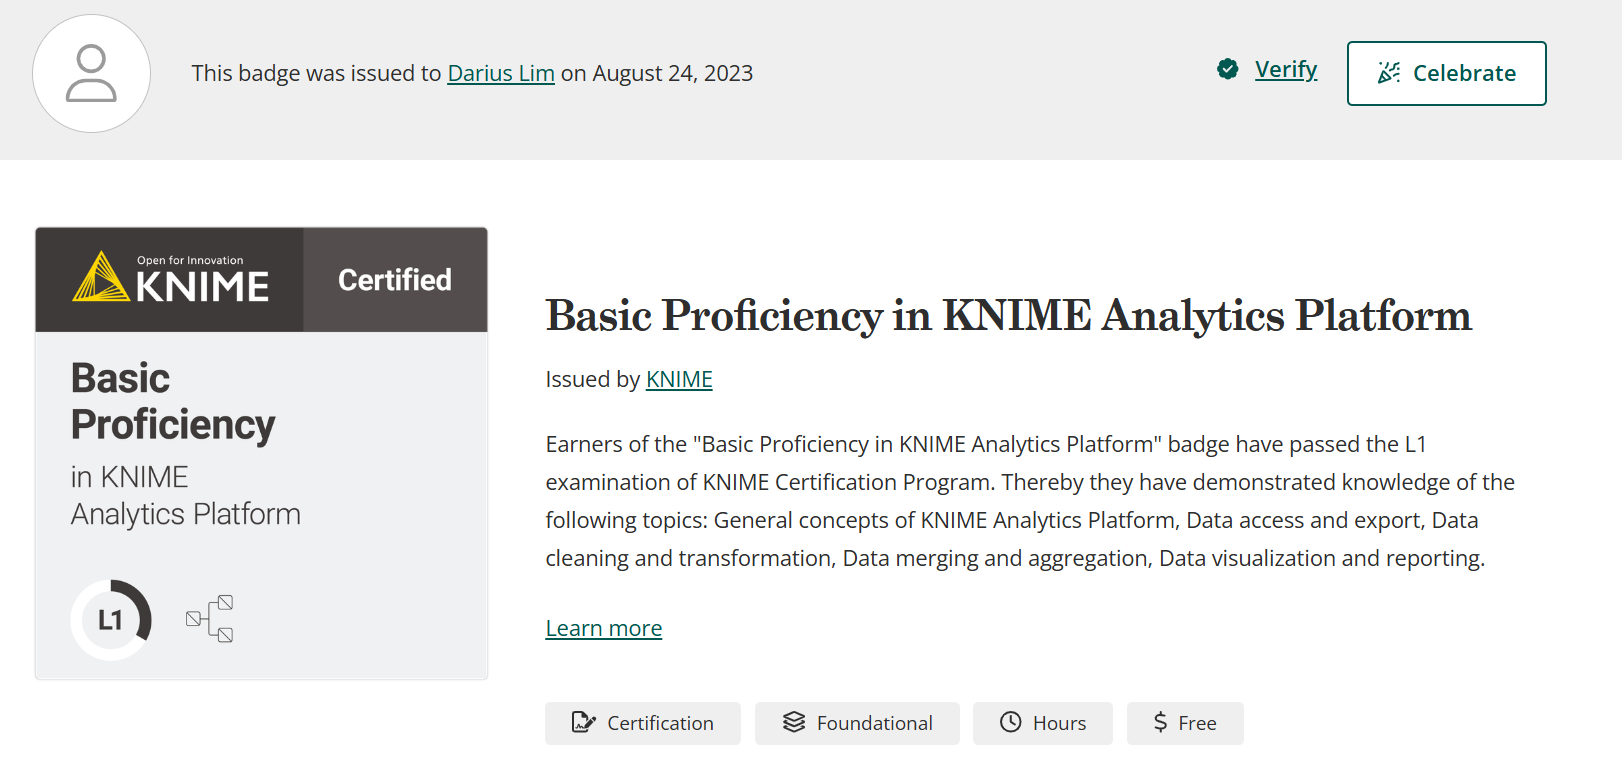 This badge was issued to Darius Lim on August 24, 2023
Verify
Celebrate
Open for Innovation
KNIME
Certified
Basic
Proficiency
in KNIME
Analytics Platform
L1
Basic Proficiency in KNIME Analytics Platform
Issued by KNIME
Earners of the "Basic Proficiency in KNIME Analytics Platform" badge have passed the L1
examination of KNIME Certification Program. Thereby they have demonstrated knowledge of the
following topics: General concepts of KNIME Analytics Platform, Data access and export, Data
cleaning and transformation, Data merging and aggregation, Data visualization and reporting.
Learn more
Certification
Foundational
Hours
$ Free